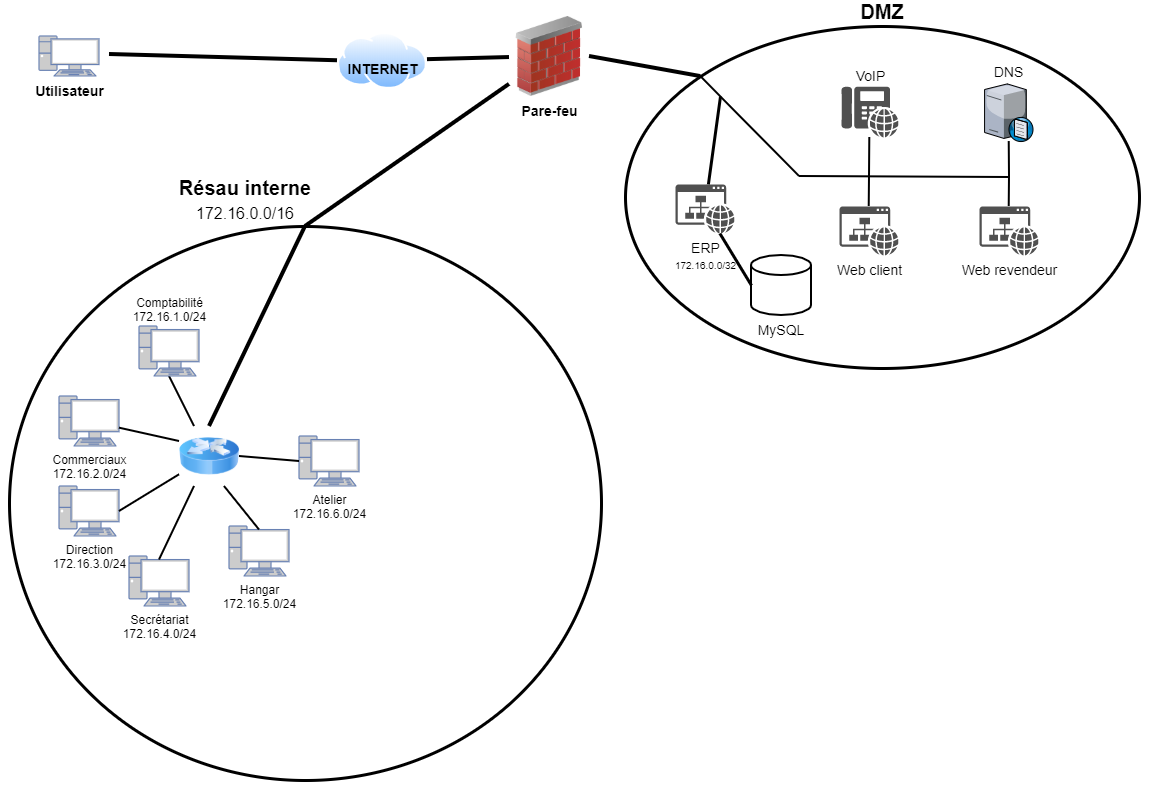 DMZ
INTERNET
Utilisateur
Pare-feu
VoIP
DNS
Résau interne
172.16.0.0/16
ERP
172.16.0.0/32
Web client
Web revendeur
MySQL
Comptabilité
172.16.1.0/24
Commerciaux
172.16.2.0/24
Atelier
172.16.6.0/24
Direction
172.16.3.0/24
Hangar
172.16.5.0/24
Secrétariat
172.16.4.0/24